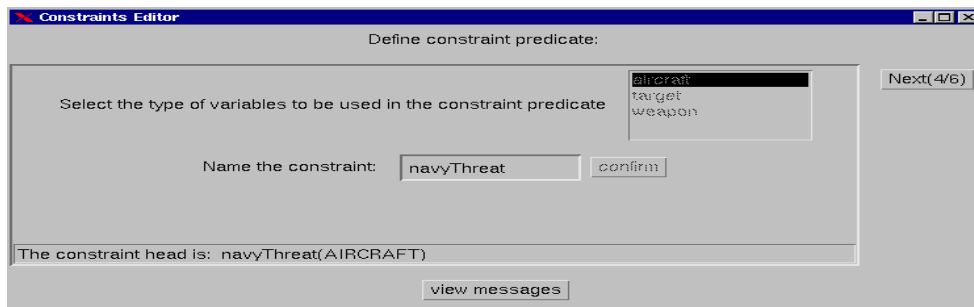 Constraints Editor
Define constraint predicate:
aircraft
Next(4/6)
Select the type of variables to be used in the constraint predicate
target
weapon
Name the constraint: navyThreat confirm
The constraint head is: navyThreat(AIRCRAFT)
view messages